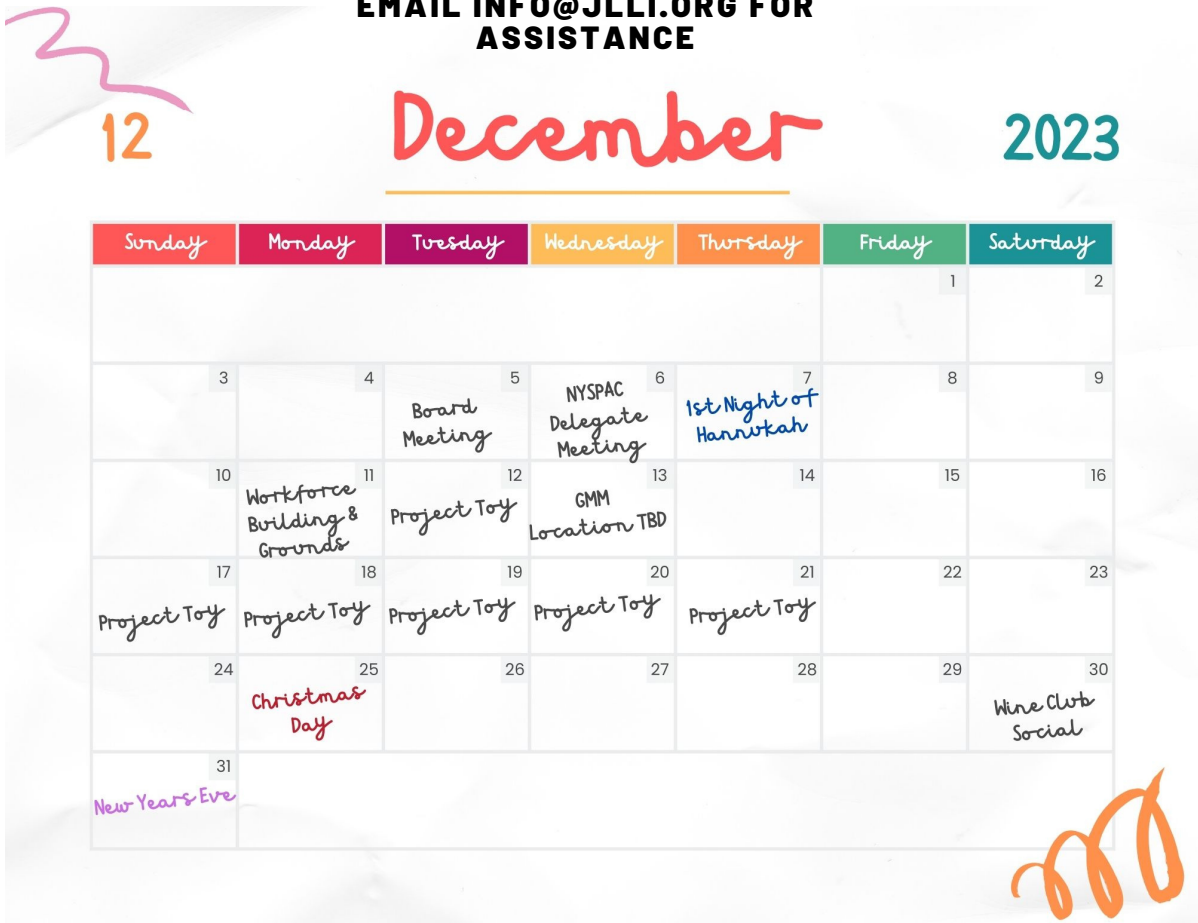 EMAIL INFO@JLLI.ORG FOR
ASSISTANCE
12
December
2023
Sunday
Monday
Tuesday
Wednesday
Thursday
Friday
Saturday
1
2
3
4
5
Board
Meeting
6
NYSPAC
Delegate
Meeting
7
1st Night of
Hannukah
8
9
10
11
Workforce
Building &
Grounds
12
Project Toy
13
GMM
Location TBD
14
15
16
17
Project Toy
18
Project Toy
19
Project Toy
20
Project Toy
21
Project Toy
22
23
24
25
Christmas
Day
26
27
28
29
30
Wine Club
Social
31
New Years Eve